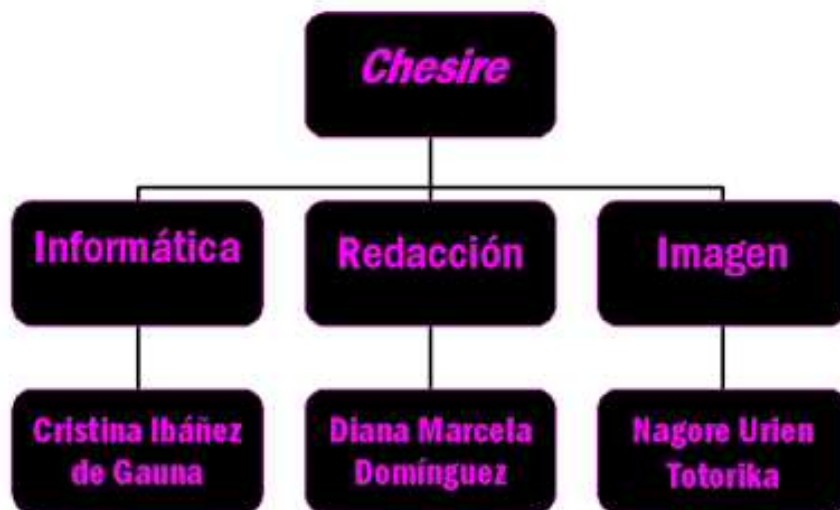 Chesire
Informática
Redacción
Imagen
Cristina Ibáñez
de Gauna
Diana Marcela
Domínguez
Nagore Urien
Totorika